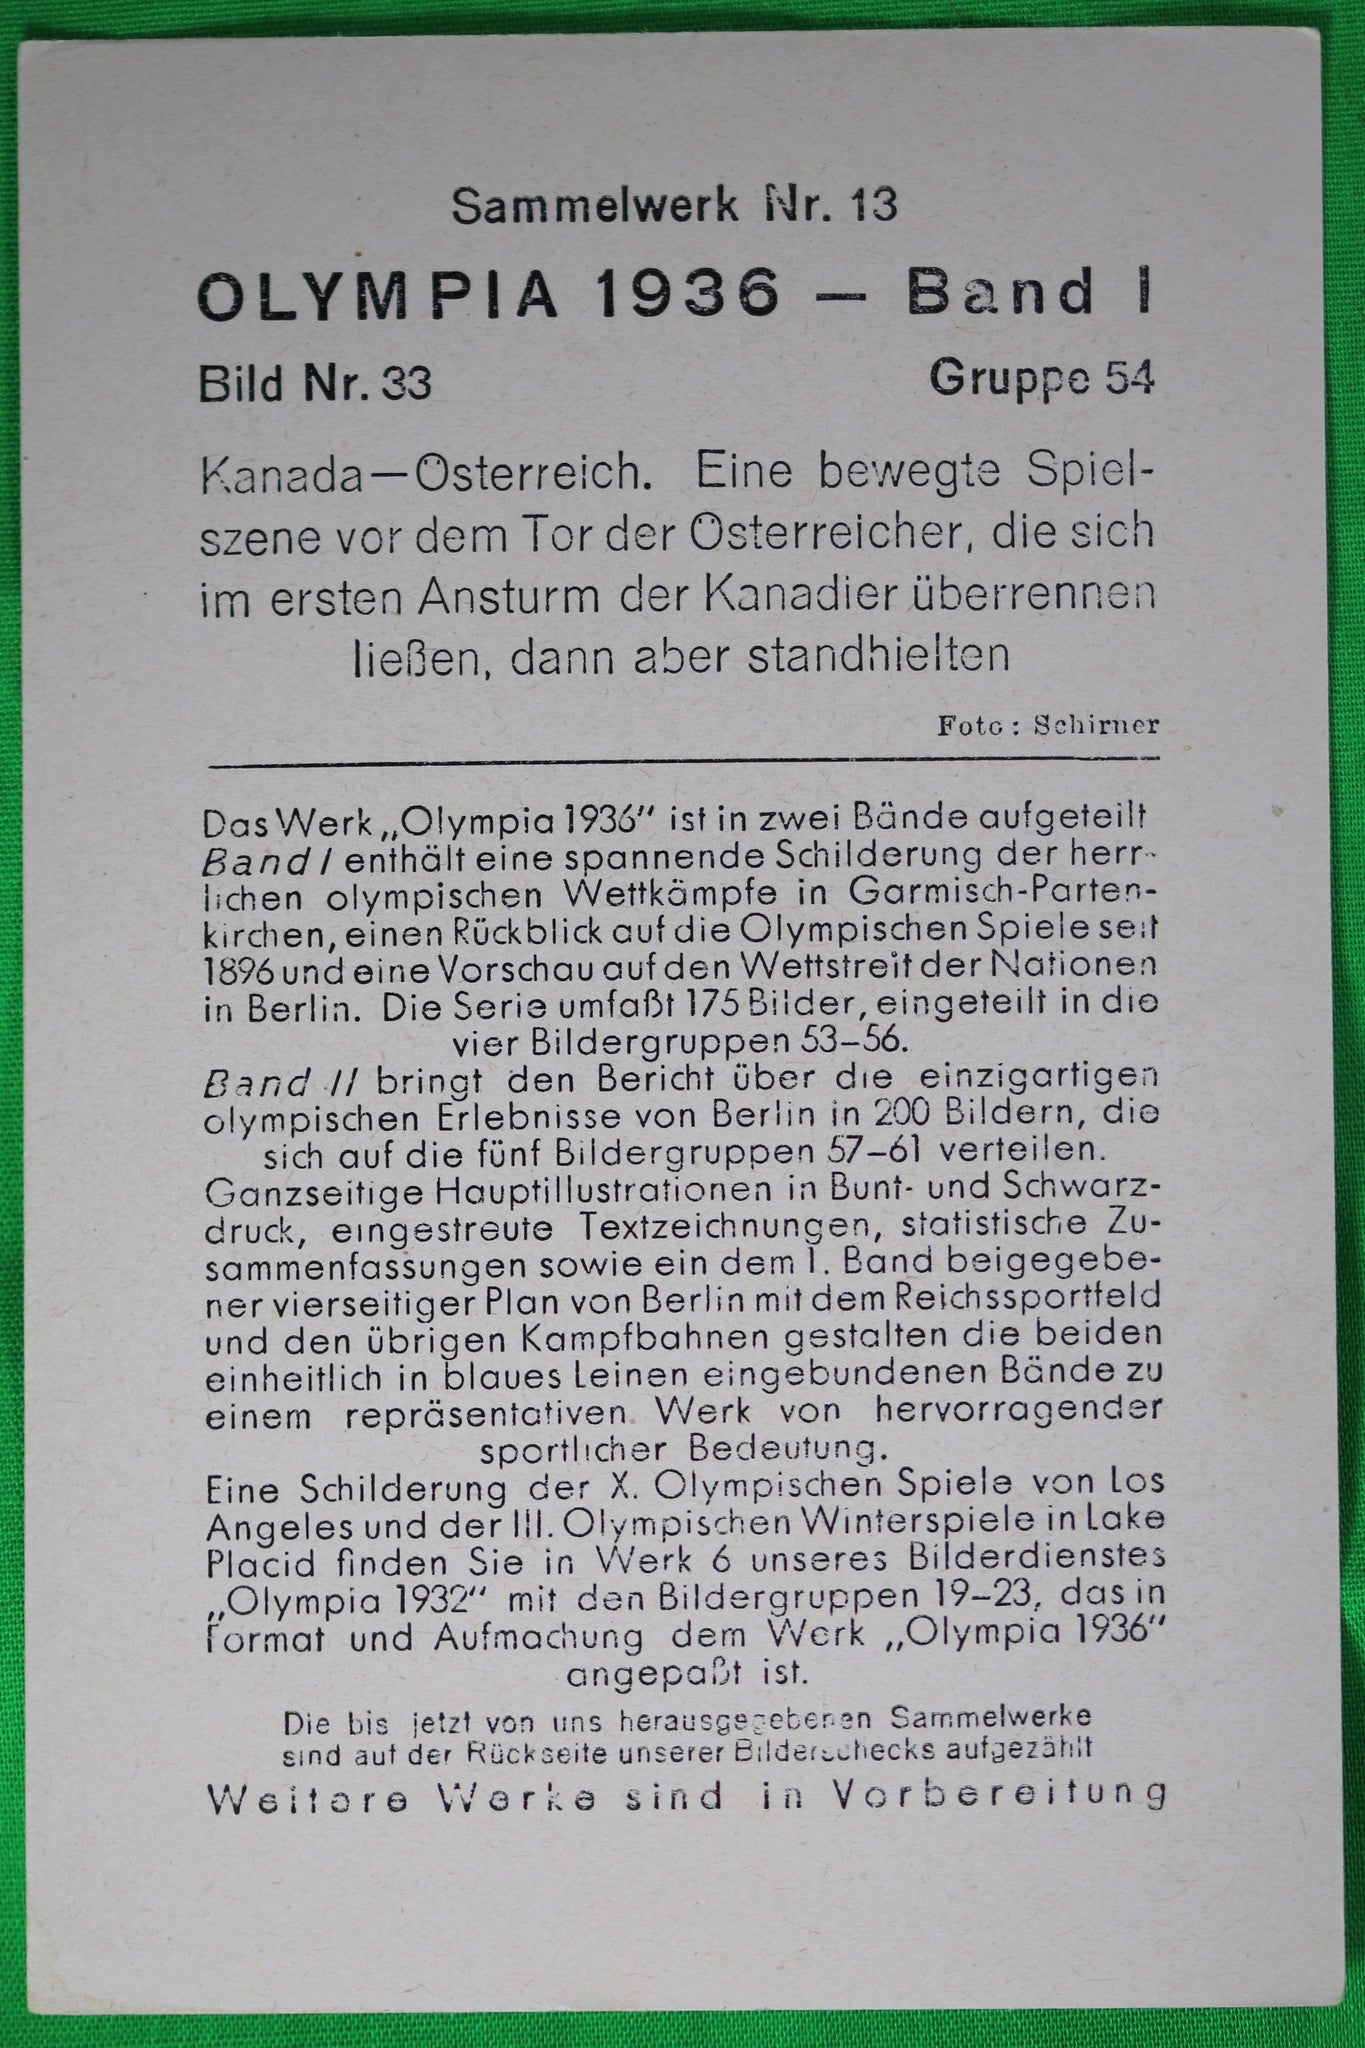 Sammelwerk Nr. 13
OLYMPIA 1936 — Band I
Bild Nr. 33 Gruppe 54
Kanada—Österreich. Eine bewegte Spiel-
szene vor dem Tor der Österreicher, die sich
im ersten Ansturm der Kanadier überrennen
ließen, dann aber standhielten
Foto: Schirner
Das Werk „Olympia 1936“ ist in zwei Bände aufgeteilt
Band I enthält eine spannende Schilderung der herr-
lichen olympischen Wettkämpfe in Garmisch-Parten-
kirchen, einen Rückblick auf die Olympischen Spiele seit
1896 und eine Vorschau auf den Wettstreit der Nationen
in Berlin. Die Serie umfaßt 175 Bilder, eingeteilt in die
vier Bildergruppen 53–56.
Band II bringt den Bericht über die einzigartigen
olympischen Erlebnisse von Berlin in 200 Bildern, die
sich auf die fünf Bildergruppen 57–61 verteilen.
Ganzseitige Hauptillustrationen in Bunt- und Schwarz-
druck, eingestreute Textzeichnungen, statistische Zu-
sammenfassungen sowie ein dem 1. Band beigegebe-
ner vierseitiger Plan von Berlin mit dem Reichssportfeld
und den übrigen Kampfbahnen gestalten die beiden
einheitlich in blaues Leinen eingebundenen Bände zu
einem repräsentativen Werk von hervorragender
sportlicher Bedeutung.
Eine Schilderung der X. Olympischen Spiele von Los
Angeles und der III. Olympischen Winterspiele in Lake
Placid finden Sie in Werk 6 unseres Bilderdienstes
„Olympia 1932“ mit den Bildergruppen 19–23, das in
Format und Aufmachung dem Werk „Olympia 1936“
angepaßt ist.
Die bis jetzt von uns herausgegebenen Sammelwerke
sind auf der Rückseite unserer Bilderschecks aufgezählt
Weitere Werke sind in Vorbereitung